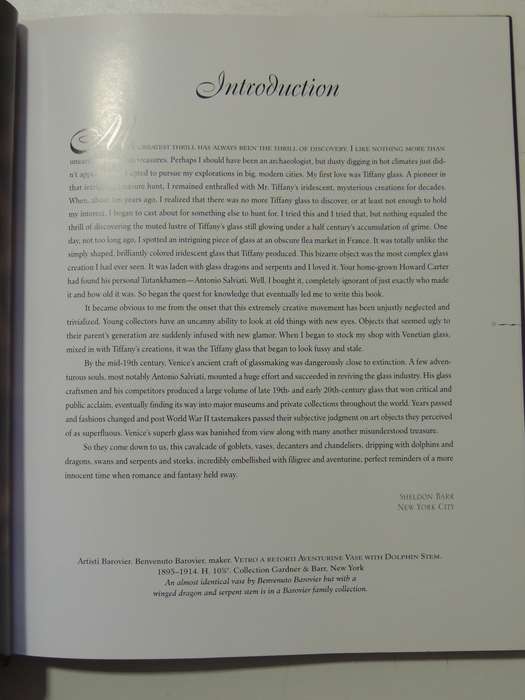 Introduction
GREATEST THRILL HAS ALWAYS BEEN THE THRILL OF DISCOVERY. I LIKE NOTHING MORE THAN
treasures. Perhaps I should have been an archaeologist, but dusty digging in hot climates just did-
n't to pursue my explorations in big, modern cities. My first love was Tiffany glass. A pioneer in
that hunt, I remained enthralled with Mr. Tiffany's iridescent, mysterious creations for decades.
When, about ten years ago, I realized that there was no more Tiffany glass to discover, or at least not enough to hold
my interest, I began to cast about for something else to hunt for. I tried this and I tried that, but nothing equaled the
thrill of discovering the muted lustre of Tiffany's glass still glowing under a half century's accumulation of grime. One
day, not too long ago, I spotted an intriguing piece of glass at an obscure flea market in France. It was totally unlike the
simply shaped, brilliantly colored iridescent glass that Tiffany produced. This bizarre object was the most complex glass
creation I had ever seen. It was laden with glass dragons and serpents and I loved it. Your home-grown Howard Carter
had found his personal Tutankhamen—Antonio Salviati. Well, I bought it, completely ignorant of just exactly who made
it and how old it was. So began the quest for knowledge that eventually led me to write this book.
It became obvious to me from the onset that this extremely creative movement has been unjustly neglected and
trivialized. Young collectors have an uncanny ability to look at old things with new eyes. Objects that seemed ugly to
their parent's generation are suddenly infused with new glamor. When I began to stock my shop with Venetian glass,
mixed in with Tiffany's creations, it was the Tiffany glass that began to look fussy and stale.
By the mid-19th century, Venice's ancient craft of glassmaking was dangerously close to extinction. A few adven-
turous souls, most notably Antonio Salviati, mounted a huge effort and succeeded in reviving the glass industry. His glass
craftsmen and his competitors produced a large volume of late 19th- and early 20th-century glass that won critical and
public acclaim, eventually finding its way into major museums and private collections throughout the world. Years passed
and fashions changed and post World War II tastemakers passed their subjective judgment on art objects they perceived
of as superfluous. Venice's superb glass was banished from view along with many another misunderstood treasure.
So they come down to us, this cavalcade of goblets, vases, decanters and chandeliers, dripping with dolphins and
dragons, swans and serpents and storks, incredibly embellished with filigree and aventurine, perfect reminders of a more
innocent time when romance and fantasy held sway.
SHELDON BARR
NEW YORK CITY
Artisti Barovier, Benvenuto Barovier, maker. VETRO A RETORTI AVENTURINE VASE WITH DOLPHIN STEM.
1895–1914. H. 10⅝". Collection Gardner & Barr, New York
An almost identical vase by Benvenuto Barovier but with a
winged dragon and serpent stem is in a Barovier family collection.